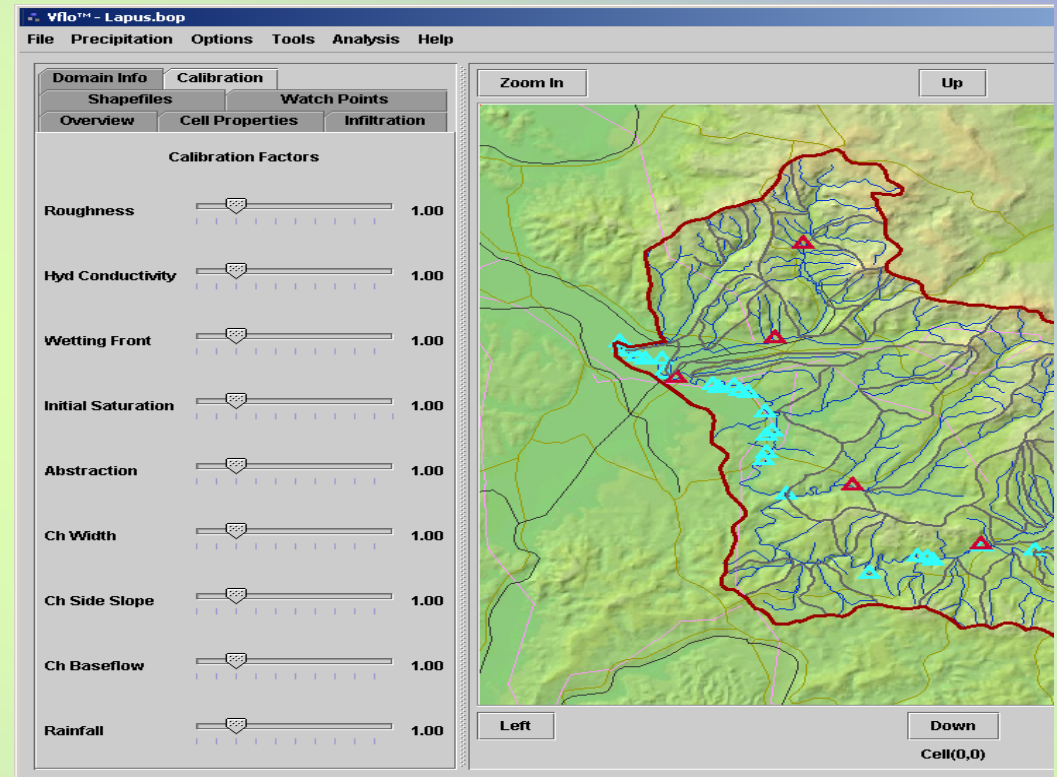 Vflo™ - Lapus.bop
File Precipitation Options Tools Analysis Help
Domain Info Calibration
Shapefiles Watch Points
Overview Cell Properties Infiltration
Calibration Factors
Roughness 1.00
Hyd Conductivity 1.00
Wetting Front 1.00
Initial Saturation 1.00
Abstraction 1.00
Ch Width 1.00
Ch Side Slope 1.00
Ch Baseflow 1.00
Rainfall 1.00
Zoom In Up
Left Down
Cell(0,0)